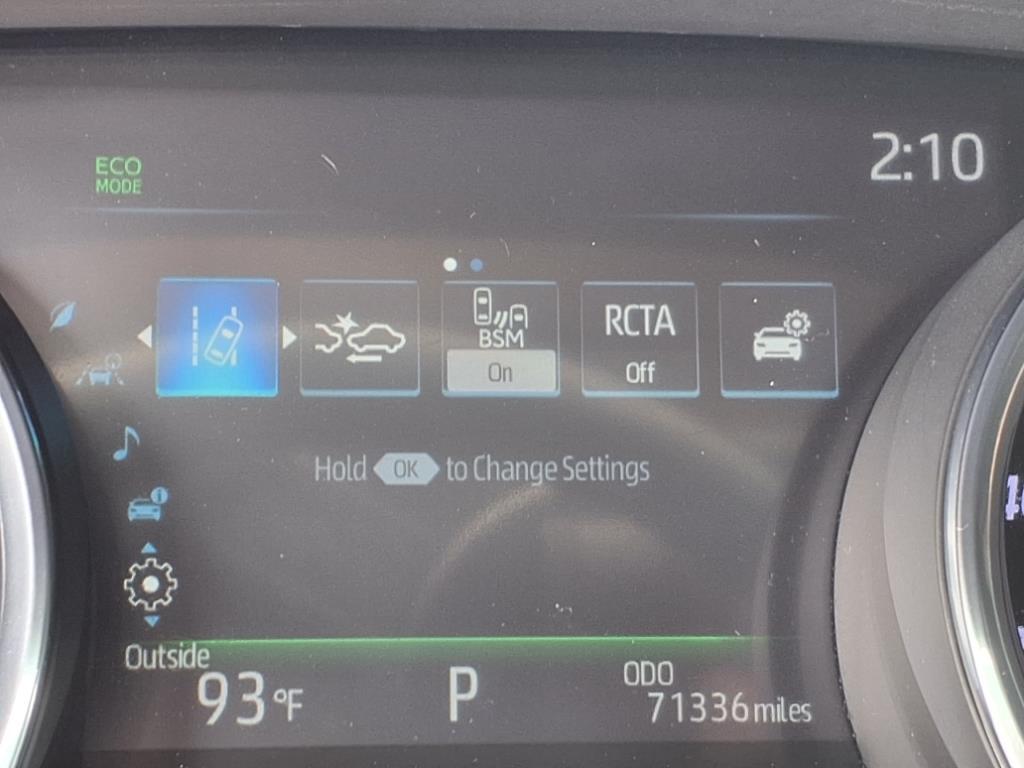 ECO
MODE
2:10
BSM
On
RCTA
Off
Hold OK to Change Settings
Outside
93°F
P
ODO
71336 miles